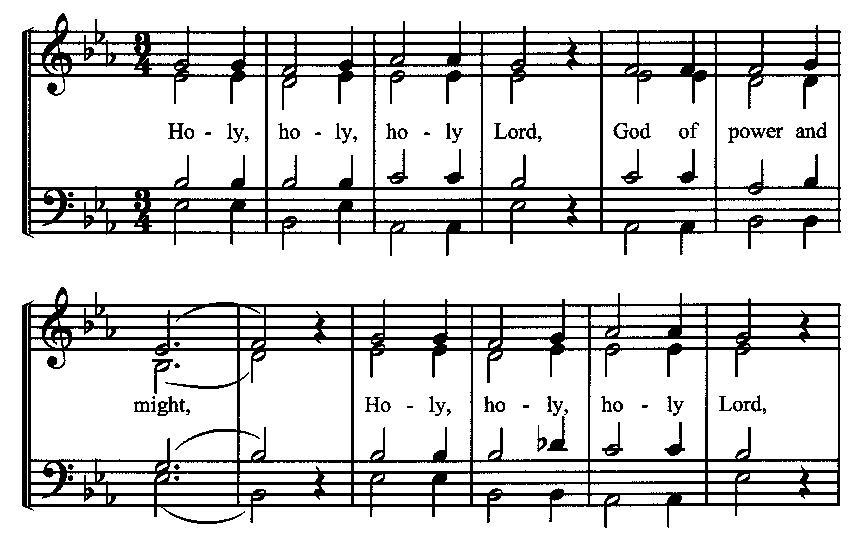 Ho - ly, ho - ly, ho - ly Lord, God of power and
might, Ho - ly, ho - ly, ho - ly Lord,